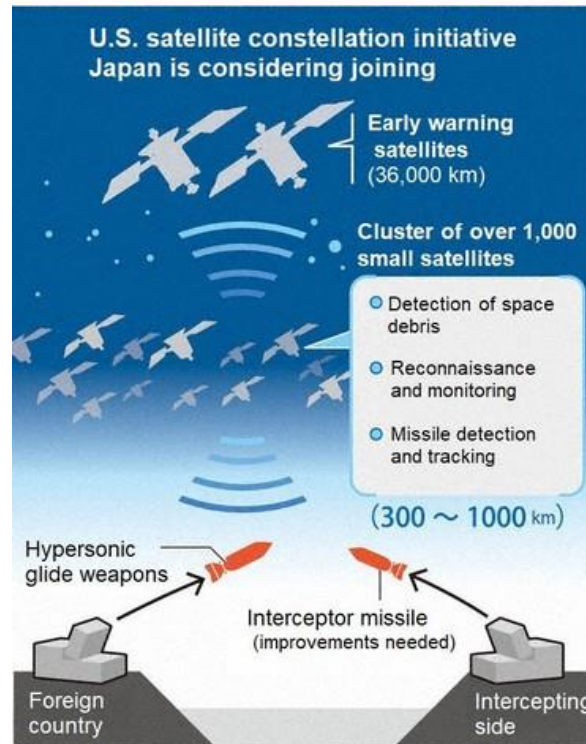 U.S. satellite constellation initiative
Japan is considering joining
Early warning
satellites
(36,000 km)
Cluster of over 1,000
small satellites
Detection of space
debris
Reconnaissance
and monitoring
Missile detection
and tracking
(300 ～ 1000 km)
Hypersonic
glide weapons
Interceptor missile
(improvements needed)
Foreign
country
Intercepting
side